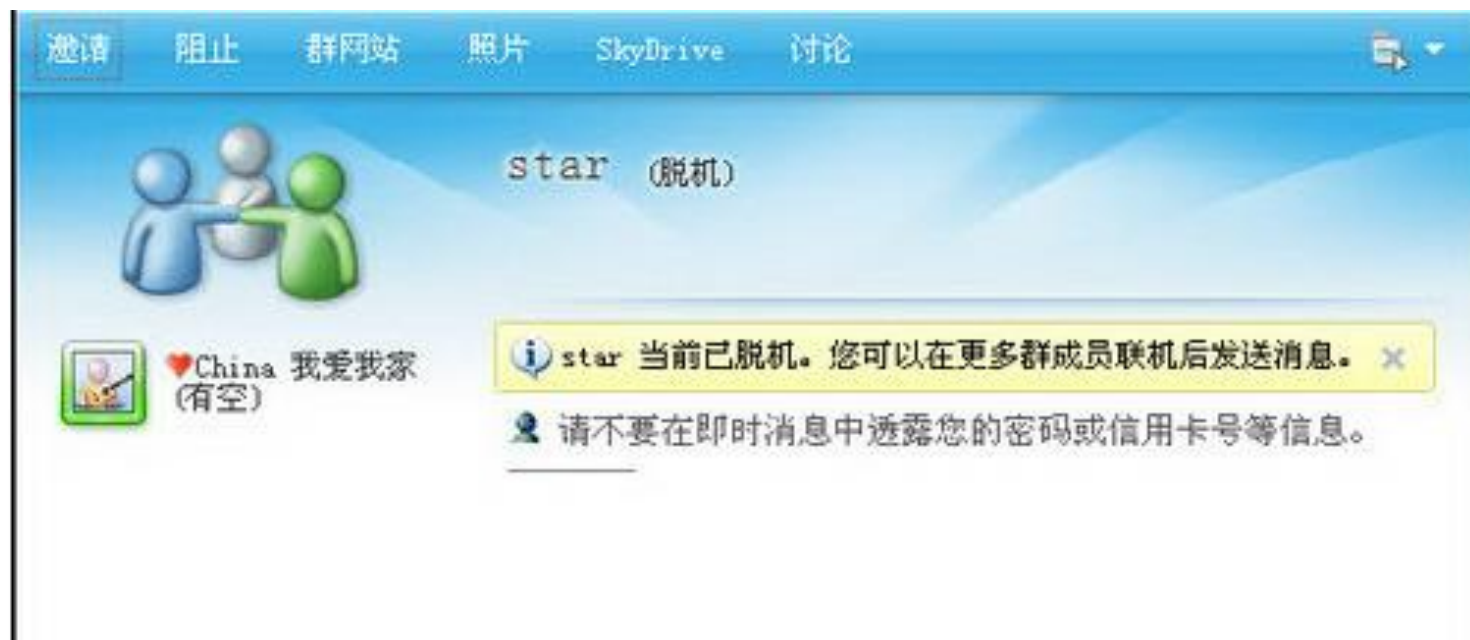 邀请 阻止 群网站 照片 SkyDrive 讨论
star (脱机)
China 我爱我家
(有空)
star 当前已脱机。您可以在更多群成员联机后发送消息。
请不要在即时消息中透露您的密码或信用卡号等信息。